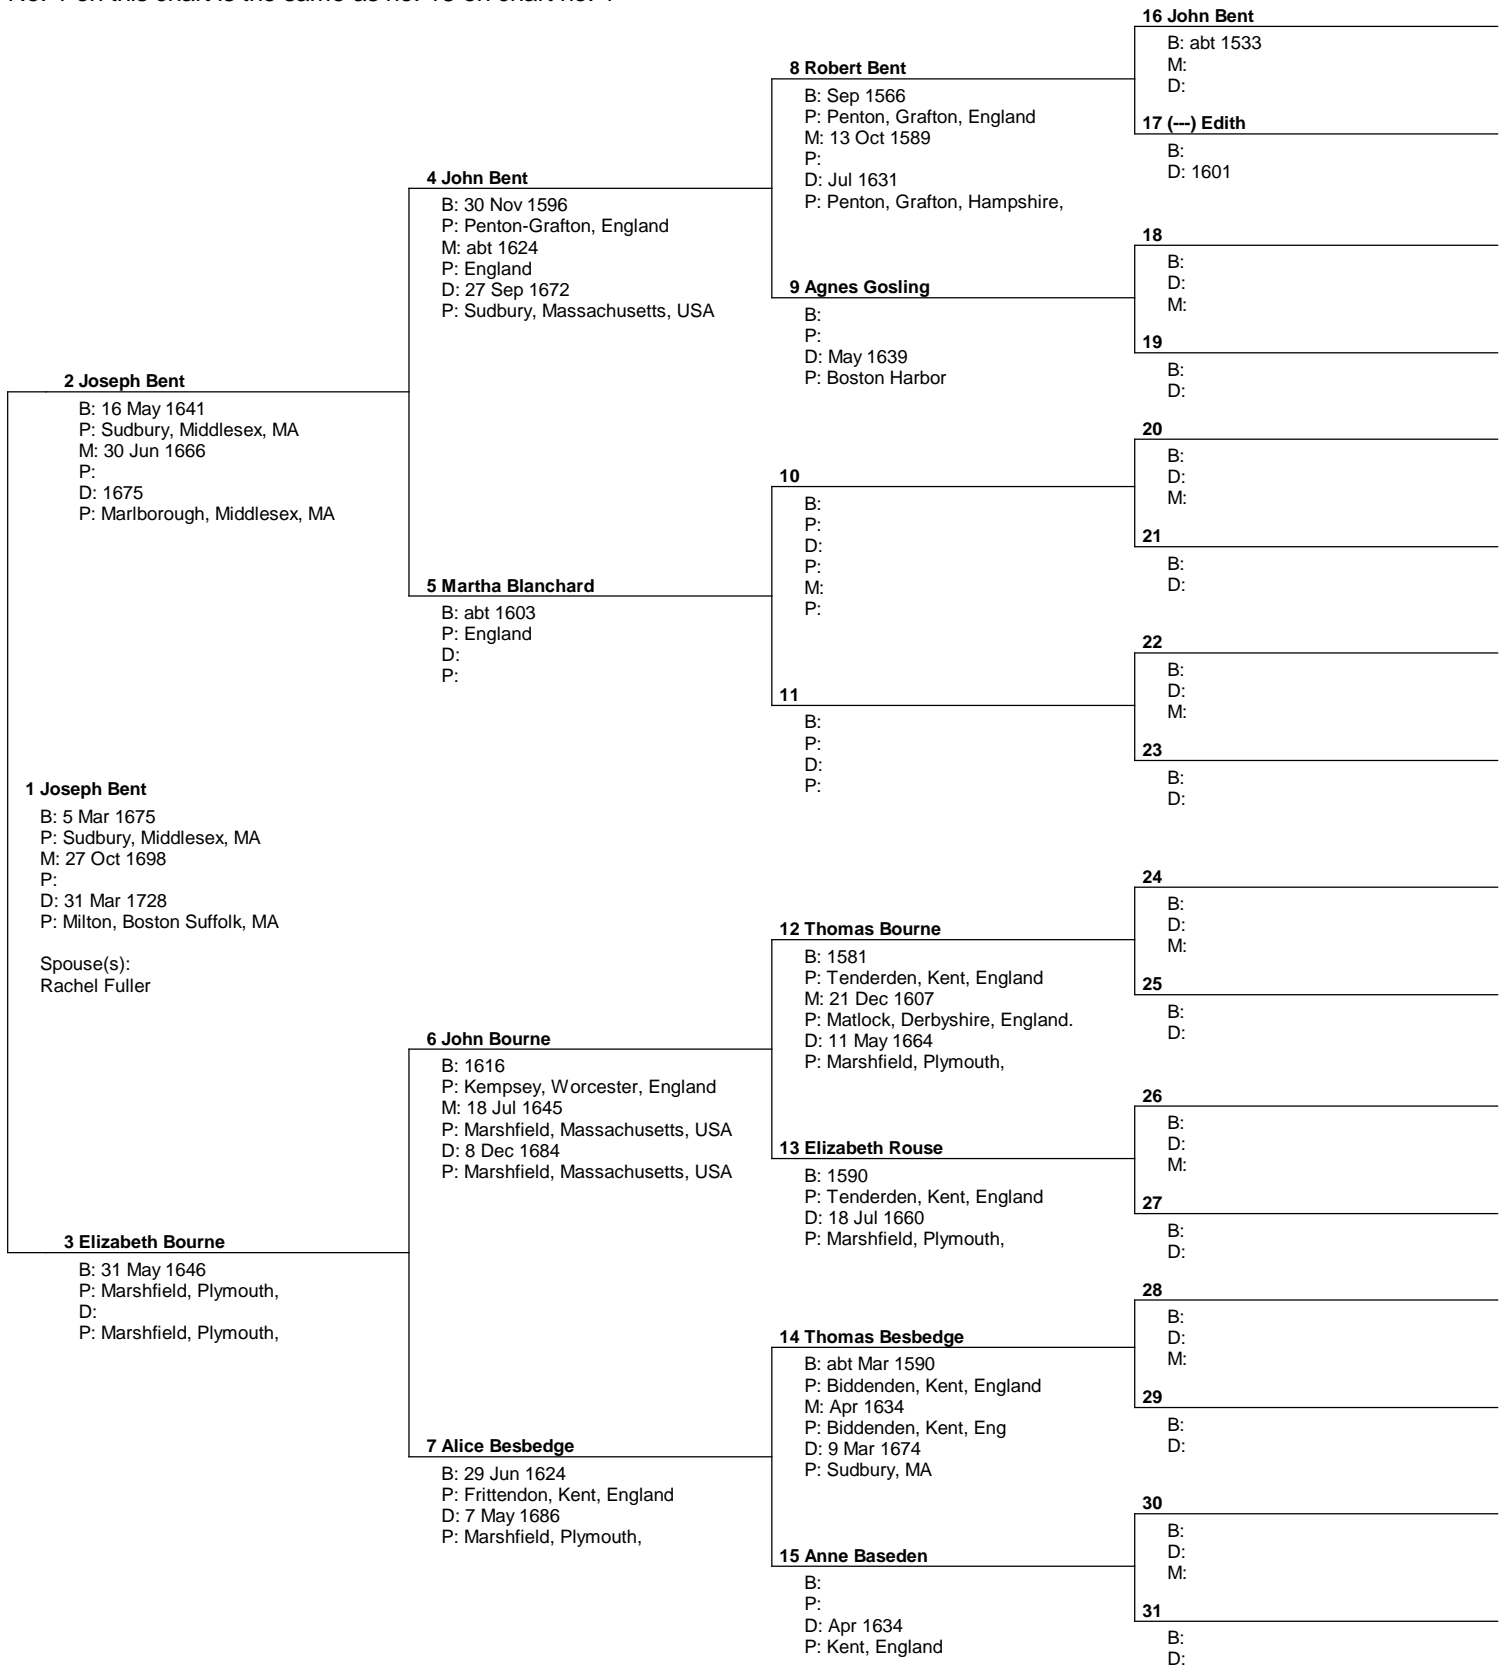 No. 1 on this chart is the same as no. on chart no.
1 Joseph Bent
B: 5 Mar 1675
P: Sudbury, Middlesex, MA
M: 27 Oct 1698
P:
D: 31 Mar 1728
P: Milton, Boston Suffolk, MA
Spouse(s):
Rachel Fuller
2 Joseph Bent
B: 16 May 1641
P: Sudbury, Middlesex, MA
M: 30 Jun 1666
P:
D: 1675
P: Marlborough, Middlesex, MA
3 Elizabeth Bourne
B: 31 May 1646
P: Marshfield, Plymouth,
D:
P: Marshfield, Plymouth,
4 John Bent
B: 30 Nov 1596
P: Penton-Grafton, England
M: abt 1624
P: England
D: 27 Sep 1672
P: Sudbury, Massachusetts, USA
5 Martha Blanchard
B: abt 1603
P: England
D:
P:
6 John Bourne
B: 1616
P: Kempsey, Worcester, England
M: 18 Jul 1645
P: Marshfield, Massachusetts, USA
D: 8 Dec 1684
P: Marshfield, Massachusetts, USA
7 Alice Besbedge
B: 29 Jun 1624
P: Frittendon, Kent, England
D: 7 May 1686
P: Marshfield, Plymouth,
8 Robert Bent
B: Sep 1566
P: Penton, Grafton, England
M: 13 Oct 1589
P:
D: Jul 1631
P: Penton, Grafton, Hampshire,
9 Agnes Gosling
B:
P:
D: May 1639
P: Boston Harbor
10
B:
P:
D:
P:
M:
P:
11
B:
P:
D:
P:
12 Thomas Bourne
B: 1581
P: Tenderden, Kent, England
M: 21 Dec 1607
P: Matlock, Derbyshire, England.
D: 11 May 1664
P: Marshfield, Plymouth,
13 Elizabeth Rouse
B: 1590
P: Tenderden, Kent, England
D: 18 Jul 1660
P: Marshfield, Plymouth,
14 Thomas Besbedge
B: abt Mar 1590
P: Biddenden, Kent, England
M: Apr 1634
P: Biddenden, Kent, Eng
D: 9 Mar 1674
P: Sudbury, MA
15 Anne Baseden
B:
P:
D: Apr 1634
P: Kent, England
16 John Bent
B: abt 1533
M:
D:
17 (---) Edith
B:
D: 1601
18
B:
D:
M:
19
B:
D:
20
B:
D:
M:
21
B:
D:
22
B:
D:
M:
23
B:
D:
24
B:
D:
M:
25
B:
D:
26
B:
D:
M:
27
B:
D:
28
B:
D:
M:
29
B:
D:
30
B:
D:
M:
31
B:
D: